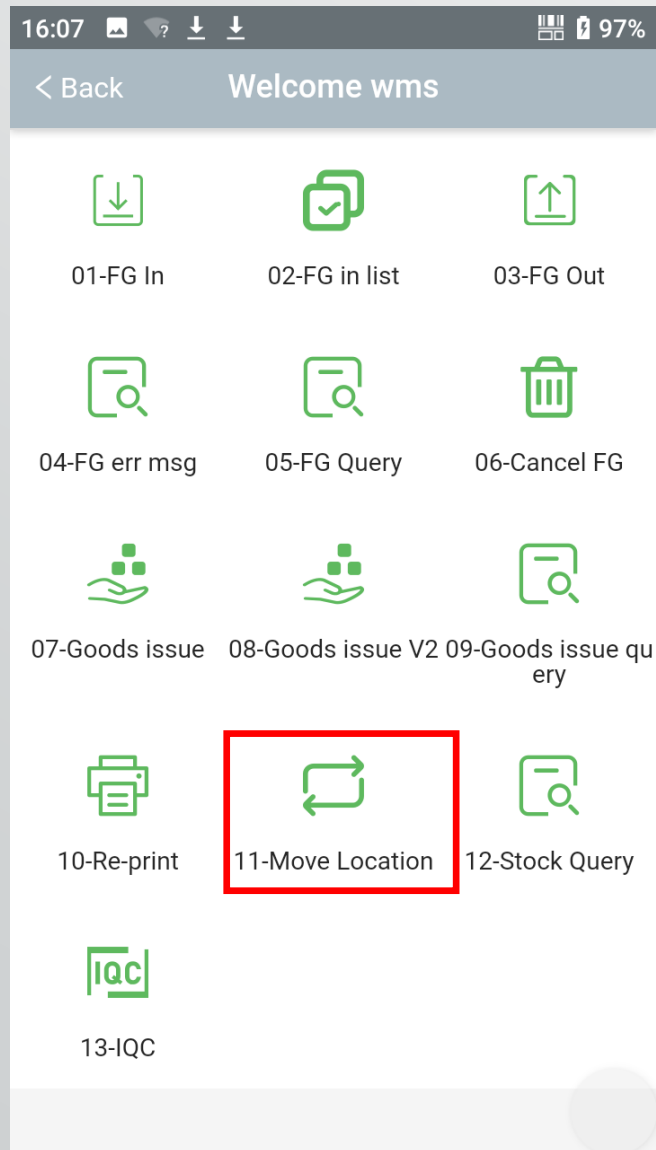 16:07
97%
< Back
Welcome wms
01-FG In
02-FG in list
03-FG Out
04-FG err msg
05-FG Query
06-Cancel FG
07-Goods issue
08-Goods issue V2
09-Goods issue qu
ery
10-Re-print
11-Move Location
12-Stock Query
IQC
13-IQC